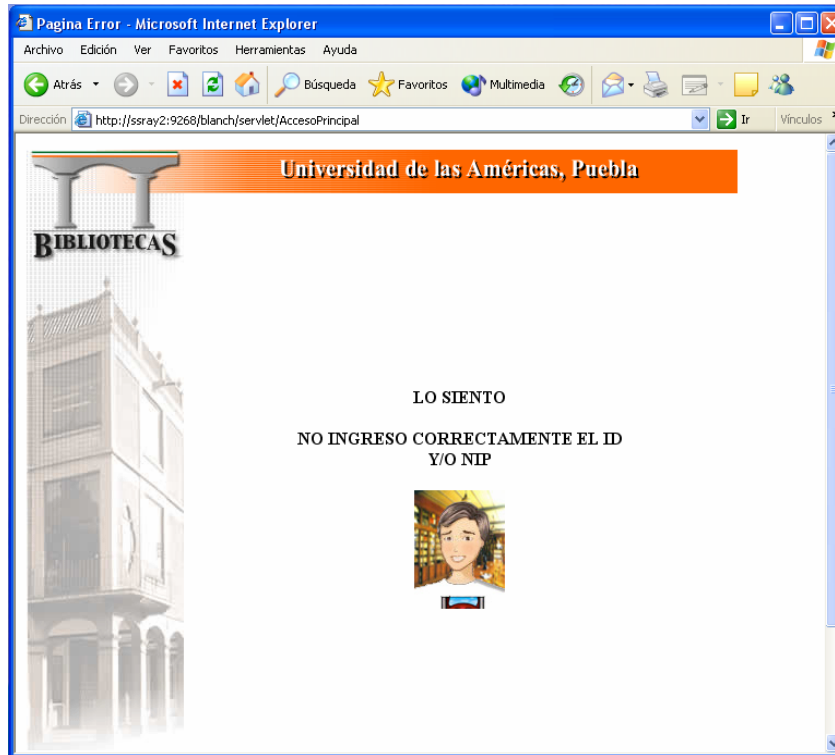 Pagina Error - Microsoft Internet Explorer
Archivo Edición Ver Favoritos Herramientas Ayuda
Atrás Búsqueda Favoritos Multimedia
Dirección http://ssray2:9268/blanch/servlet/AccesoPrincipal Ir Vínculos
Universidad de las Américas, Puebla
BIBLIOTECAS
LO SIENTO
NO INGRESO CORRECTAMENTE EL ID
Y/O NIP